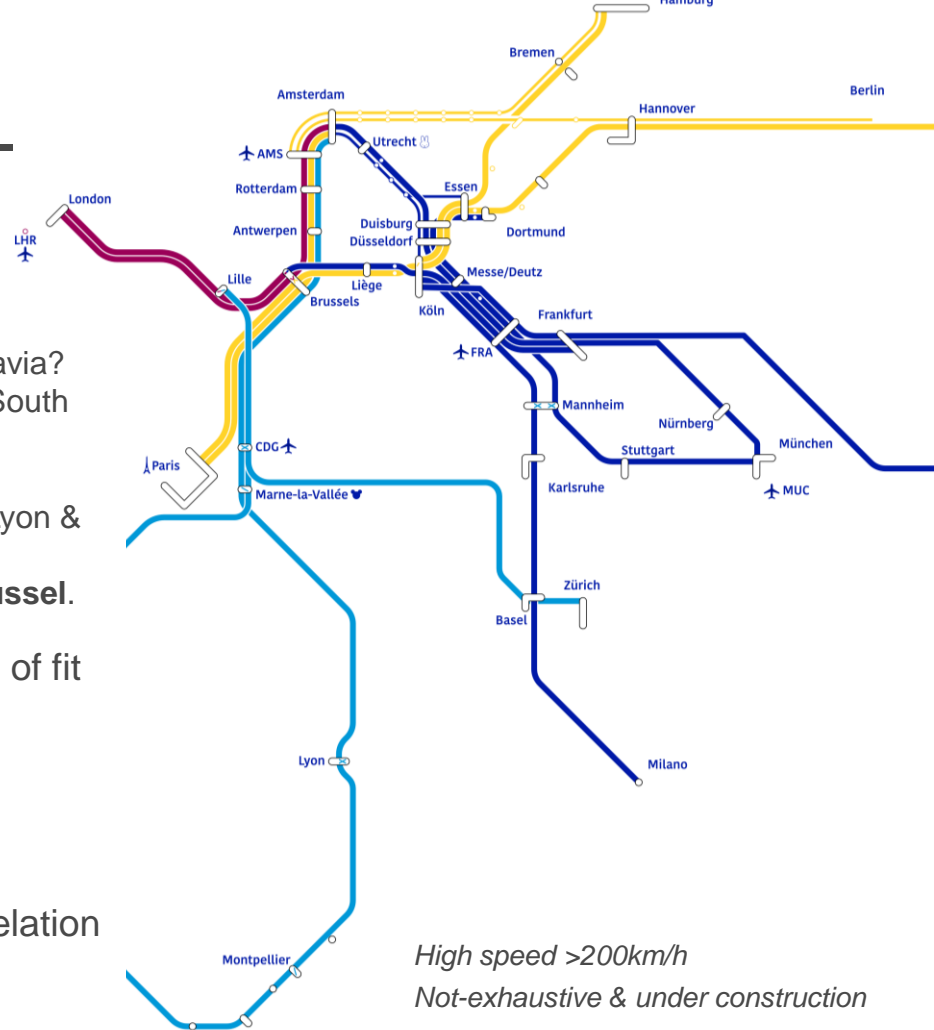 Hamburg
Bremen
Berlin
Amsterdam
Hannover
Utrecht
AMS
Essen
Rotterdam
London
Duisburg
Dortmund
Antwerpen
Düsseldorf
LHR
Messe/Deutz
Lille
Liège
Brussels
Köln
Frankfurt
avia?
FRA
South
Mannheim
Nürnberg
München
CDG
Stuttgart
Paris
Karlsruhe
MUC
Marne-la-Vallée
yon &
Zürich
ussel.
Basel
of fit
Lyon
Milano
elation
Montpellier
High speed >200km/h
Not-exhaustive & under construction